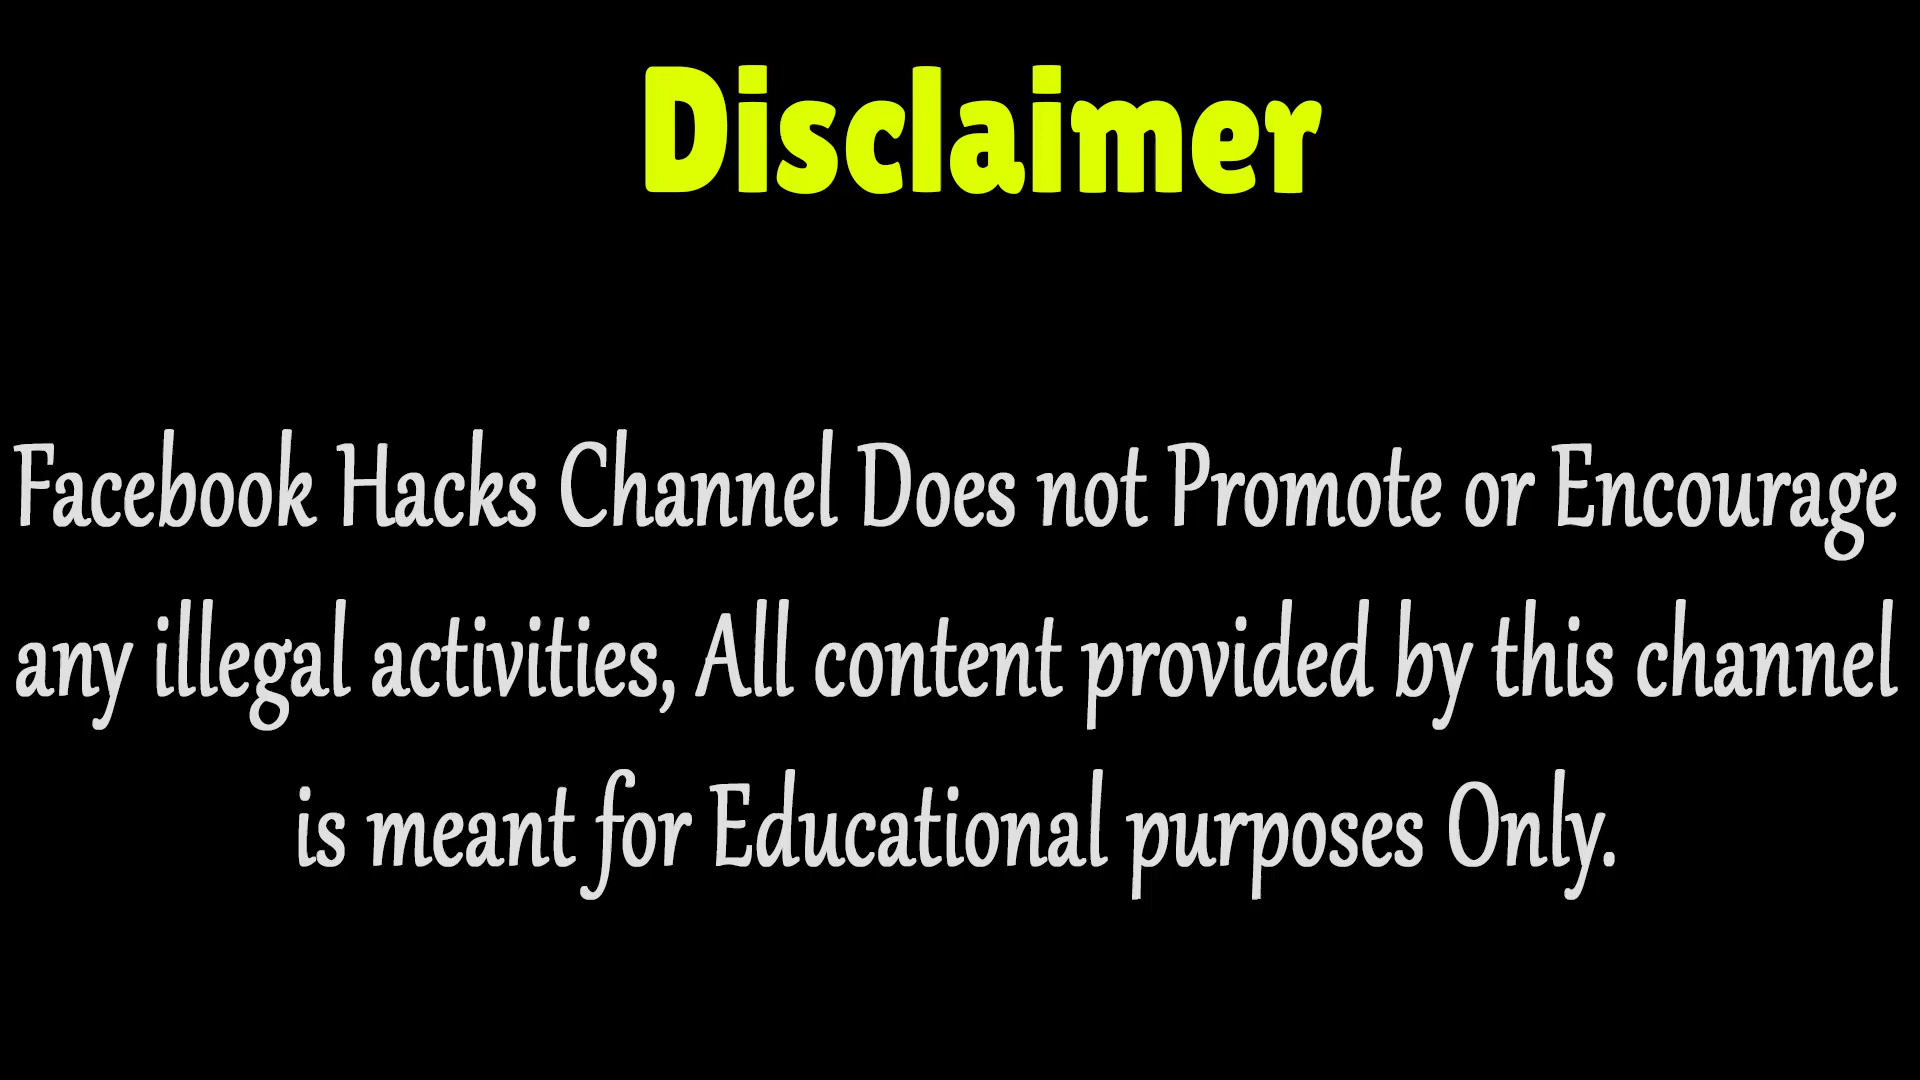 Disclaimer
Facebook Hacks Channel Does not Promote or Encourage
any illegal activities, All content provided by this channel
is meant for Educational purposes Only.